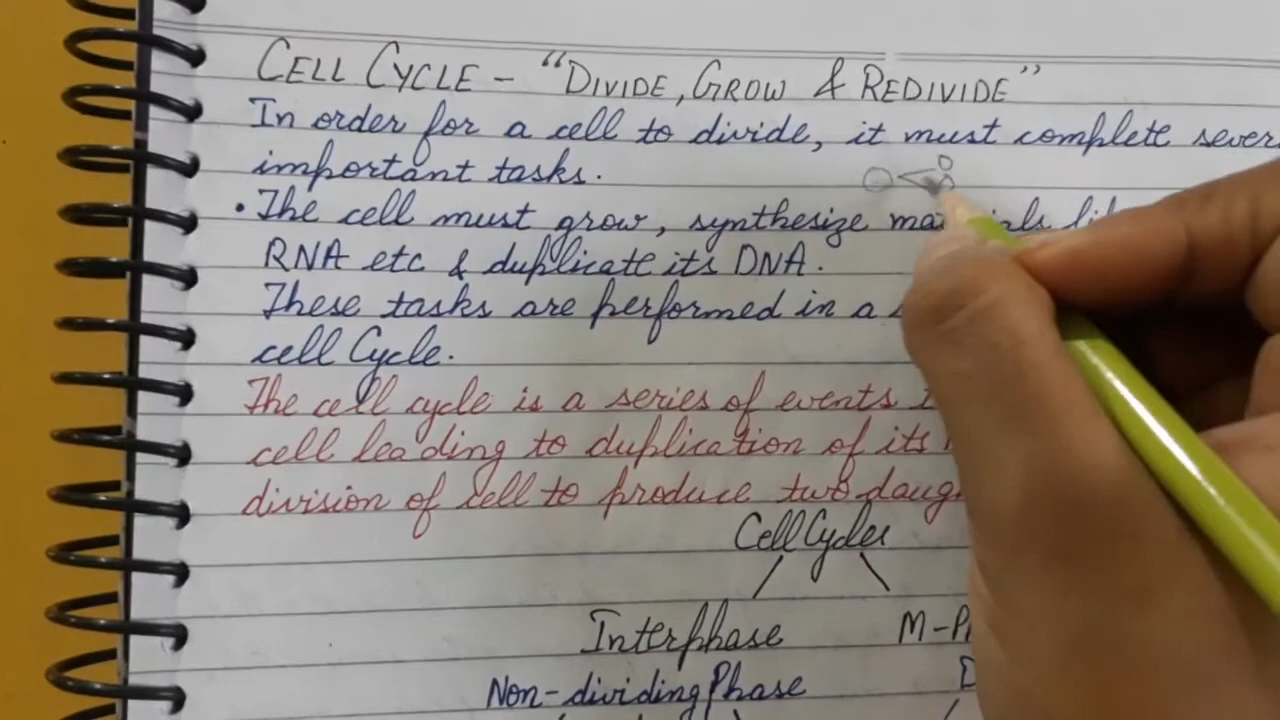 CELL CYCLE - "DIVIDE, GROW & REDIVIDE"
In order for a cell to divide, it must complete
important tasks.
• The cell must grow, synthesize
RNA etc & duplicate its DNA.
These tasks are performed in a
cell Cycle.
The cell cycle is a series of events
cell leading to duplication of its
division of cell to produce two
Cell Cycles
Interphase M-
Non-dividing Phase